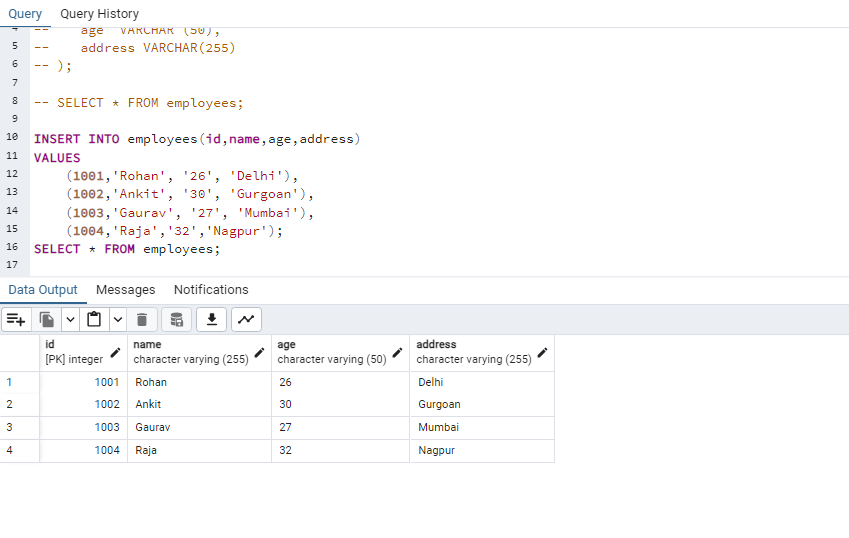 Query Query History
4 -- age VARCHAR (50),
5 -- address VARCHAR(255)
6 -- );
7
8 -- SELECT * FROM employees;
9
10 INSERT INTO employees(id,name,age,address)
11 VALUES
12 (1001,'Rohan', '26', 'Delhi'),
13 (1002,'Ankit', '30', 'Gurgoan'),
14 (1003,'Gaurav', '27', 'Mumbai'),
15 (1004,'Raja','32','Nagpur');
16 SELECT * FROM employees;
17
Data Output Messages Notifications
id name age address
[PK] integer character varying (255) character varying (50) character varying (255)
1 1001 Rohan 26 Delhi
2 1002 Ankit 30 Gurgoan
3 1003 Gaurav 27 Mumbai
4 1004 Raja 32 Nagpur